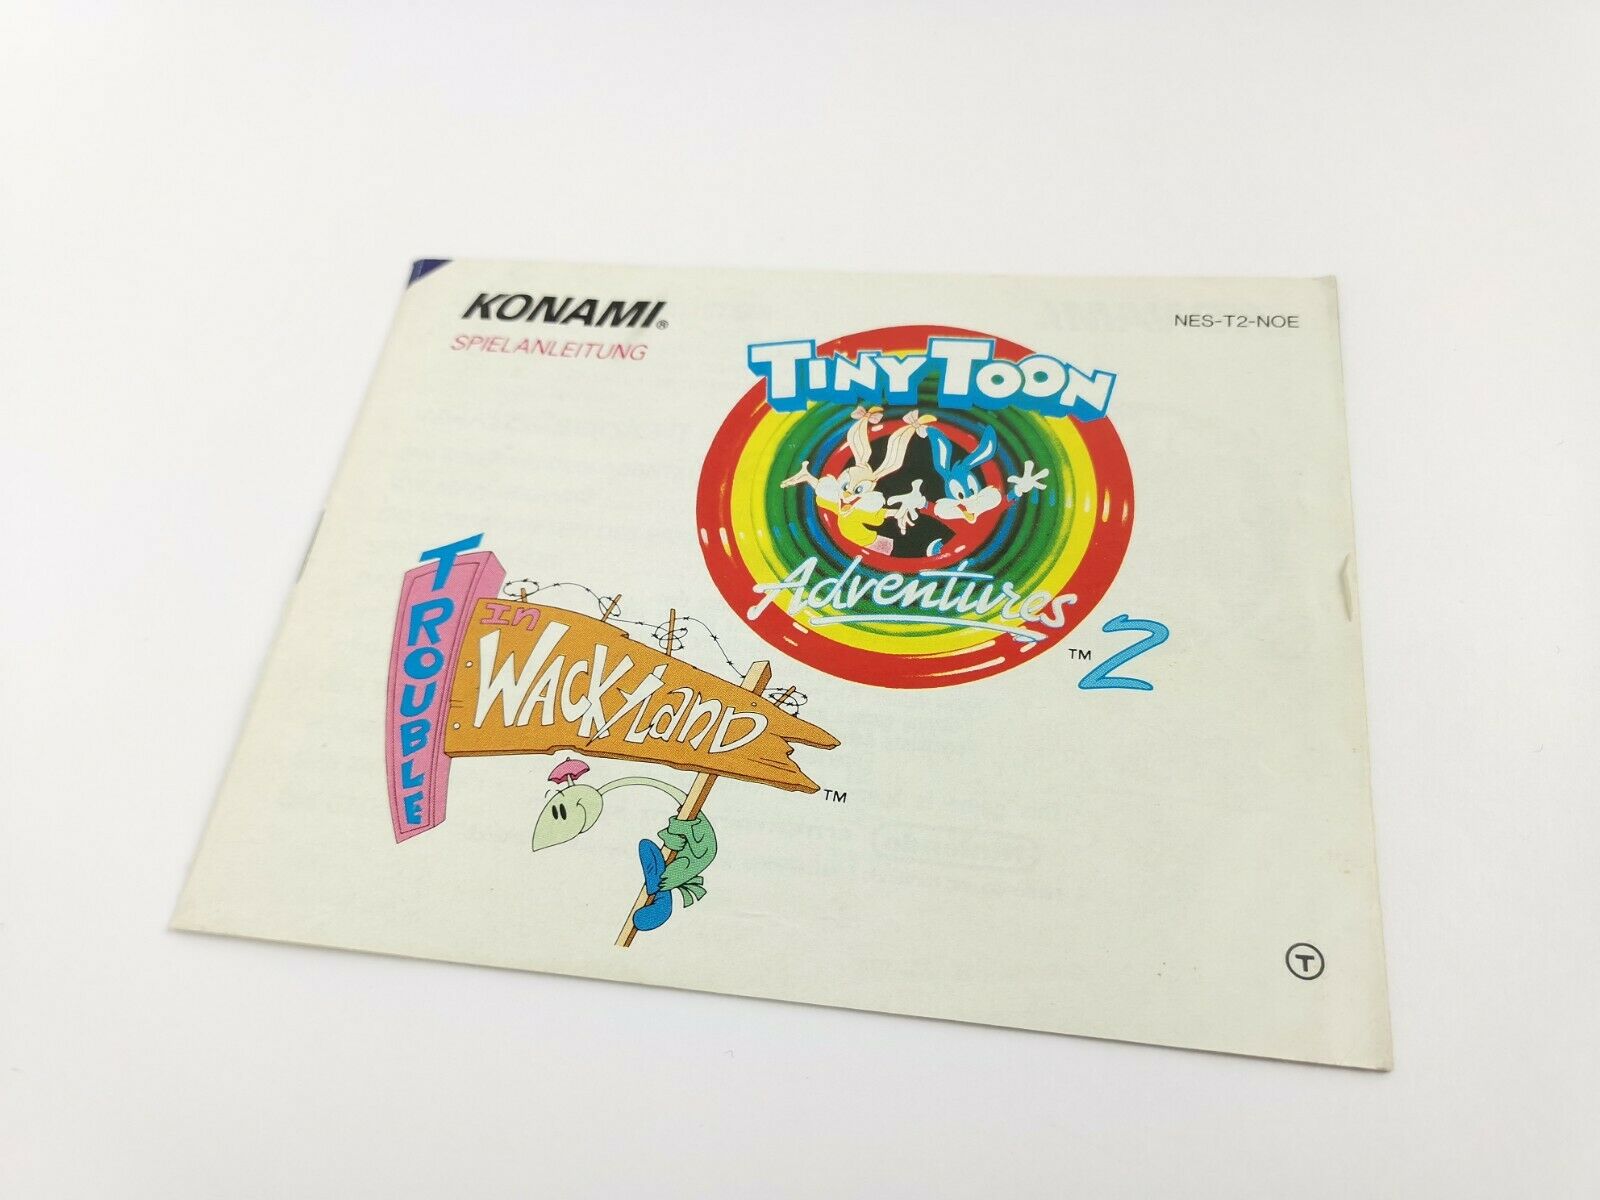 KONAMI®
SPIELANLEITUNG
NES-T2-NOE
TINY TOON
Adventures
™ 2
TROUBLE
In
WACKYLAND
™
T